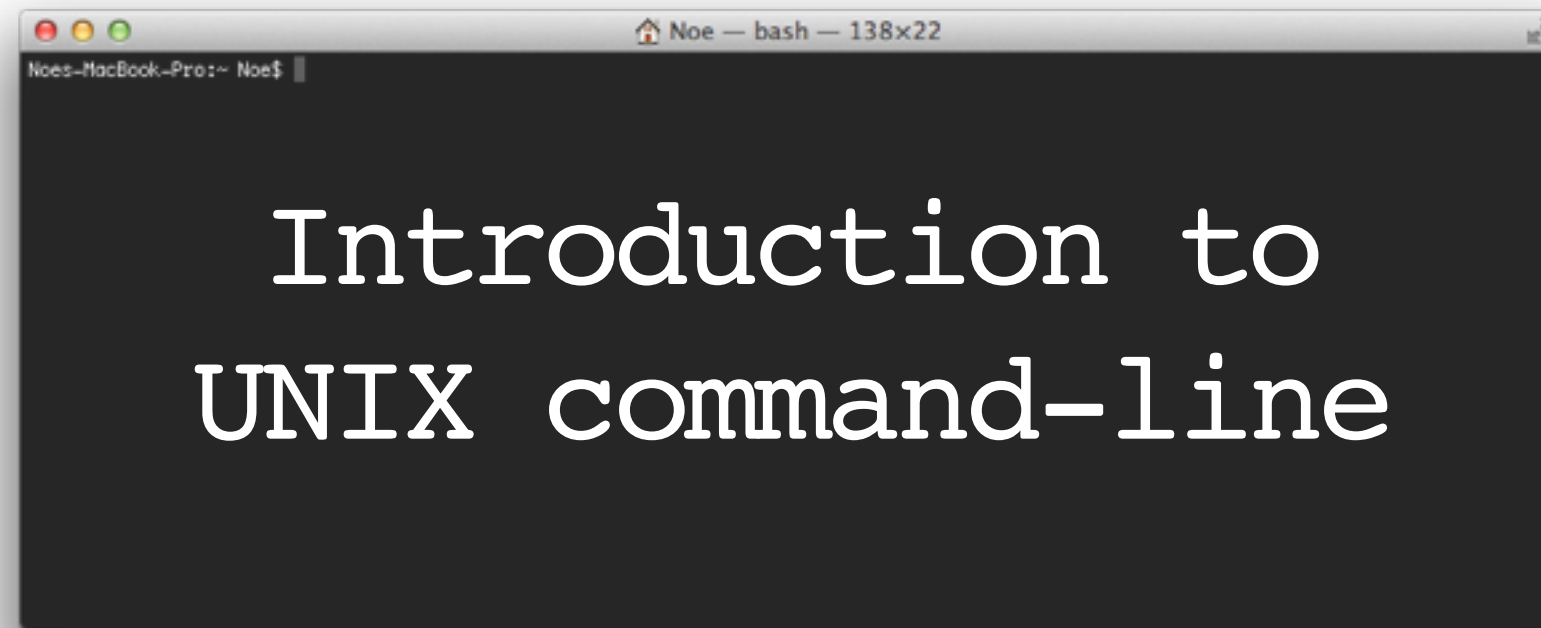 Noe — bash — 138×22
Noes-MacBook-Pro:~ Noe$
Introduction to
UNIX command-line